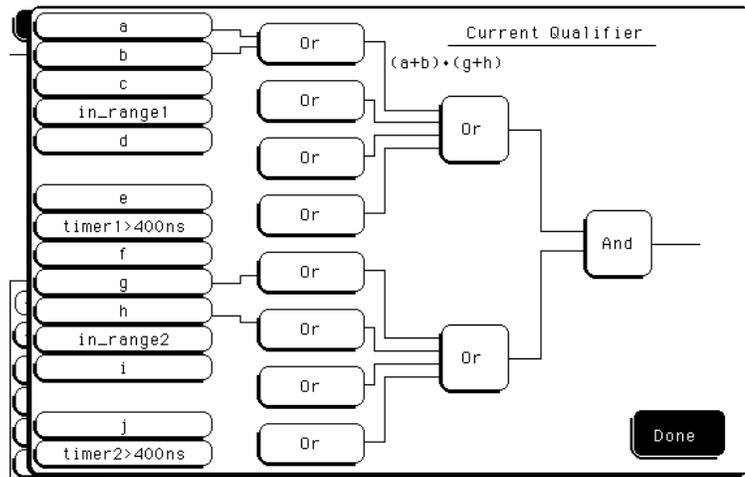 a
b
c
in_range1
d
e
timer1>400ns
f
g
h
in_range2
i
j
timer2>400ns
Or
Or
Or
Or
Or
Or
Or
Or
Or
Or
And
Current Qualifier
(a+b)•(g+h)
Done